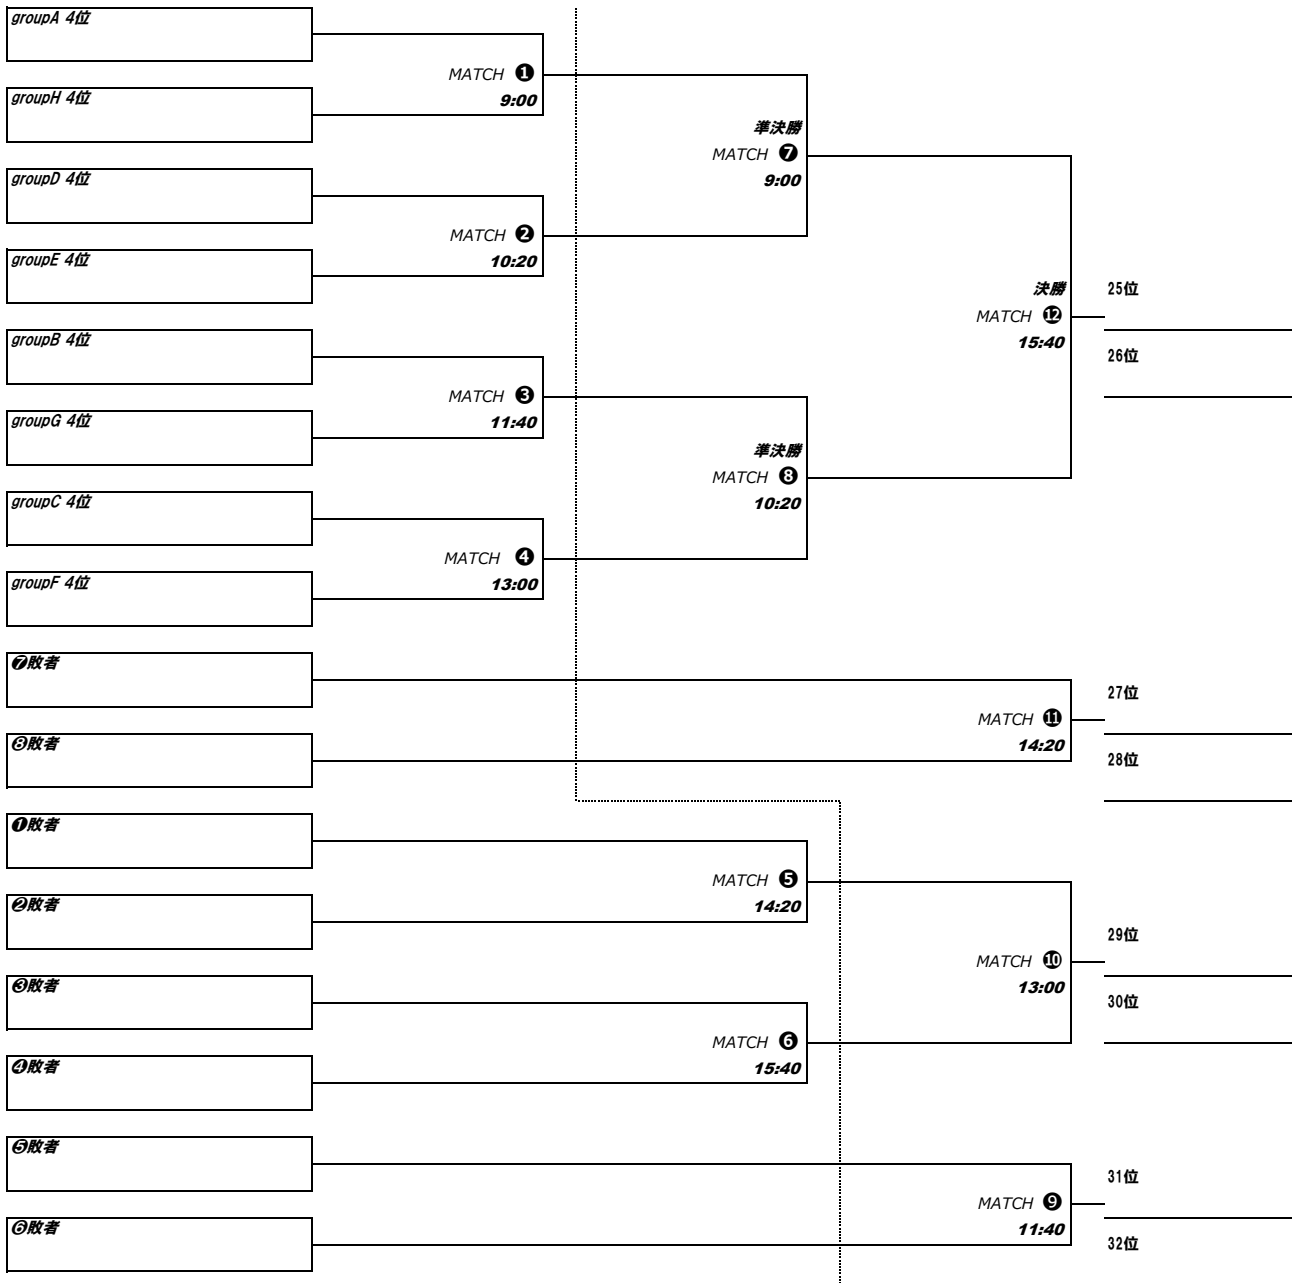 groupA 4位
MATCH ❶
9:00
groupH 4位
準決勝
MATCH ❼
9:00
groupD 4位
MATCH ❷
10:20
groupE 4位
決勝
MATCH ⓬
15:40
25位
26位
groupB 4位
MATCH ❸
11:40
groupG 4位
準決勝
MATCH ❽
10:20
groupC 4位
MATCH ❹
13:00
groupF 4位
❼敗者
MATCH ⓫
14:20
27位
28位
❽敗者
❶敗者
MATCH ❺
14:20
❷敗者
MATCH ❿
13:00
29位
30位
❸敗者
MATCH ❻
15:40
❹敗者
❺敗者
MATCH ❾
11:40
31位
32位
❻敗者